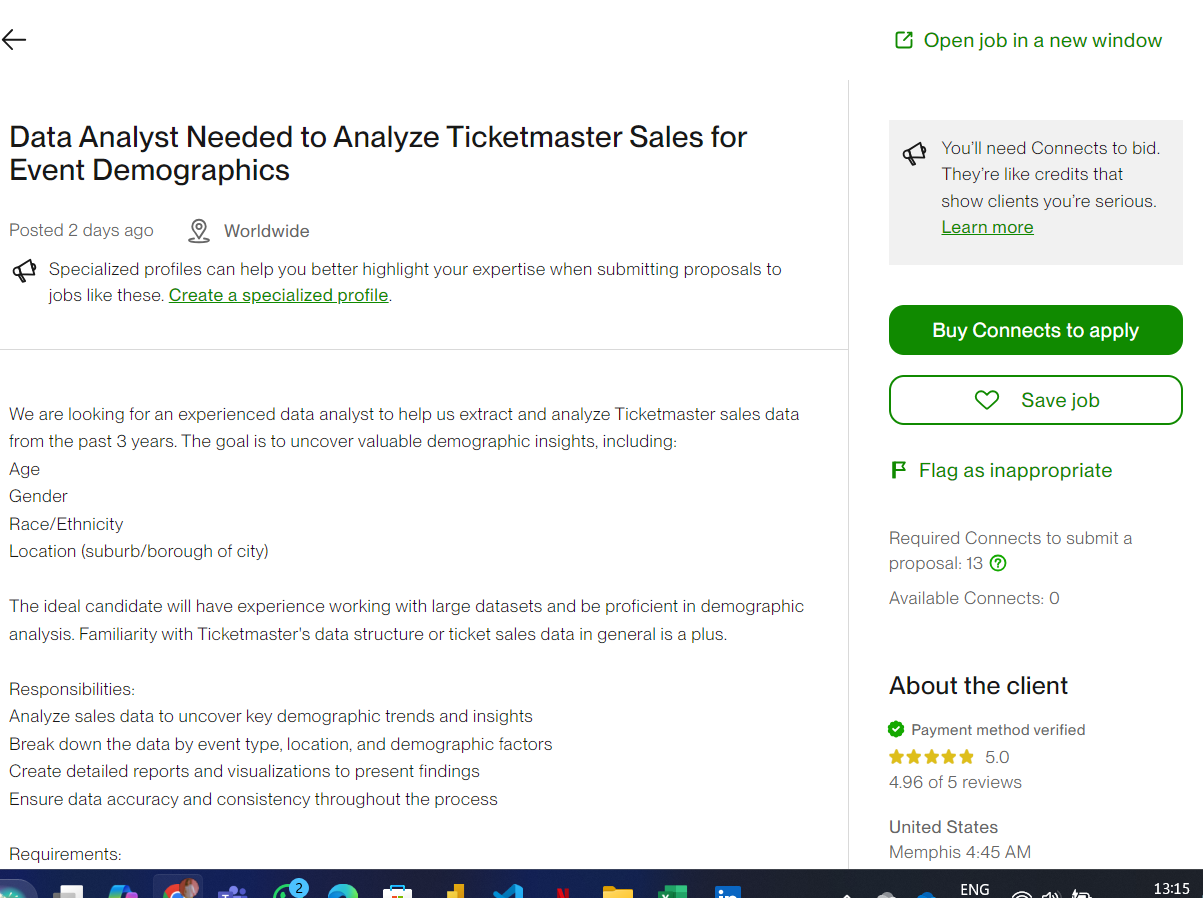 Open job in a new window
Data Analyst Needed to Analyze Ticketmaster Sales for
Event Demographics
Posted 2 days ago
Worldwide
Specialized profiles can help you better highlight your expertise when submitting proposals to
jobs like these. Create a specialized profile.
We are looking for an experienced data analyst to help us extract and analyze Ticketmaster sales data
from the past 3 years. The goal is to uncover valuable demographic insights, including:
Age
Gender
Race/Ethnicity
Location (suburb/borough of city)
The ideal candidate will have experience working with large datasets and be proficient in demographic
analysis. Familiarity with Ticketmaster's data structure or ticket sales data in general is a plus.
Responsibilities:
Analyze sales data to uncover key demographic trends and insights
Break down the data by event type, location, and demographic factors
Create detailed reports and visualizations to present findings
Ensure data accuracy and consistency throughout the process
Requirements:
You'll need Connects to bid.
They're like credits that
show clients you're serious.
Learn more
Buy Connects to apply
Save job
Flag as inappropriate
Required Connects to submit a
proposal: 13
Available Connects: 0
About the client
Payment method verified
5.0
4.96 of 5 reviews
United States
Memphis 4:45 AM
2
ENG
13:15